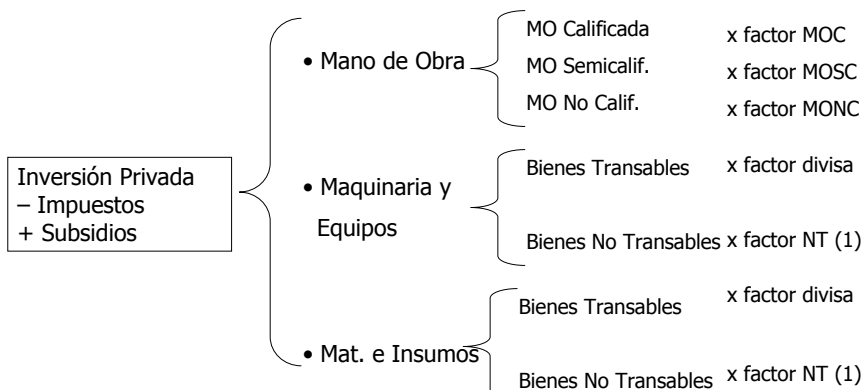 Inversión Privada
– Impuestos
+ Subsidios
• Mano de Obra
MO Calificada x factor MOC
MO Semicalif. x factor MOSC
MO No Calif. x factor MONC
• Maquinaria y
Equipos
Bienes Transables x factor divisa
Bienes No Transables x factor NT (1)
• Mat. e Insumos
Bienes Transables x factor divisa
Bienes No Transables x factor NT (1)